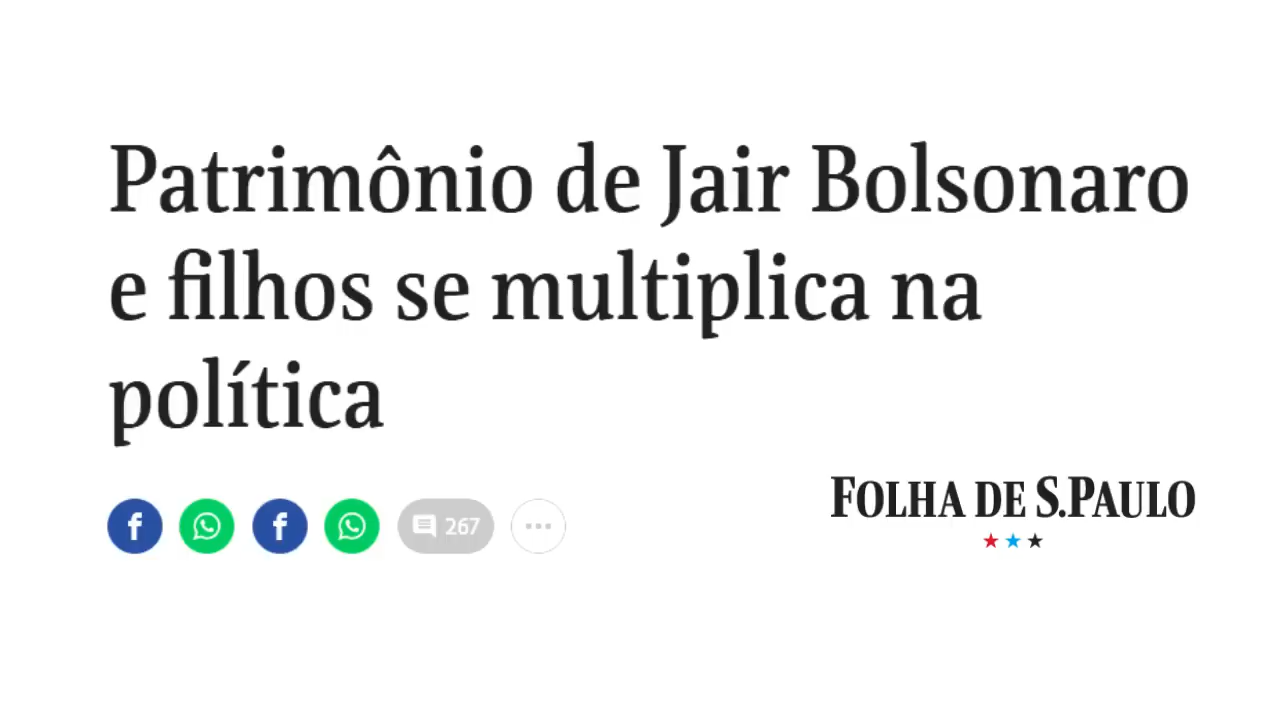 Patrimônio de Jair Bolsonaro
e filhos se multiplica na
política
267
FOLHA DE S.PAULO